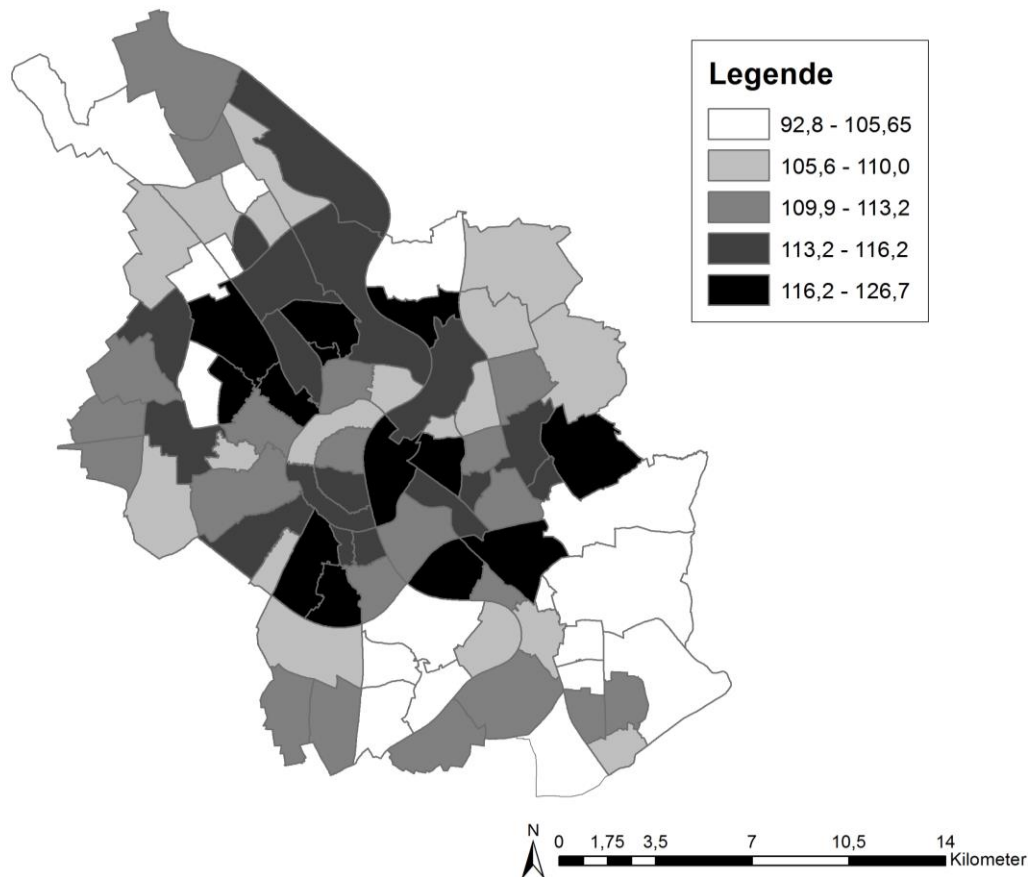 Legende
92,8 - 105,65
105,6 - 110,0
109,9 - 113,2
113,2 - 116,2
116,2 - 126,7
N
0 1,75 3,5 7 10,5 14
Kilometer